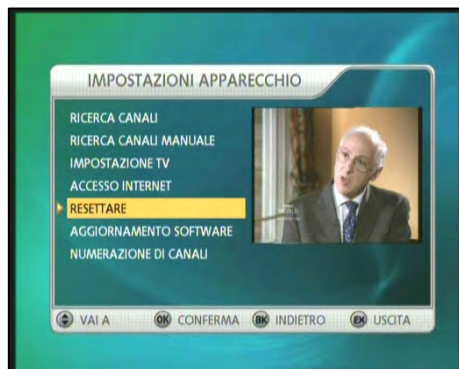 IMPOSTAZIONI APPARECCHIO
RICERCA CANALI
RICERCA CANALI MANUALE
IMPOSTAZIONE TV
ACCESSO INTERNET
RESETTARE
AGGIORNAMENTO SOFTWARE
NUMERAZIONE DI CANALI
VAI A OK CONFERMA BK INDIETRO EX USCITA